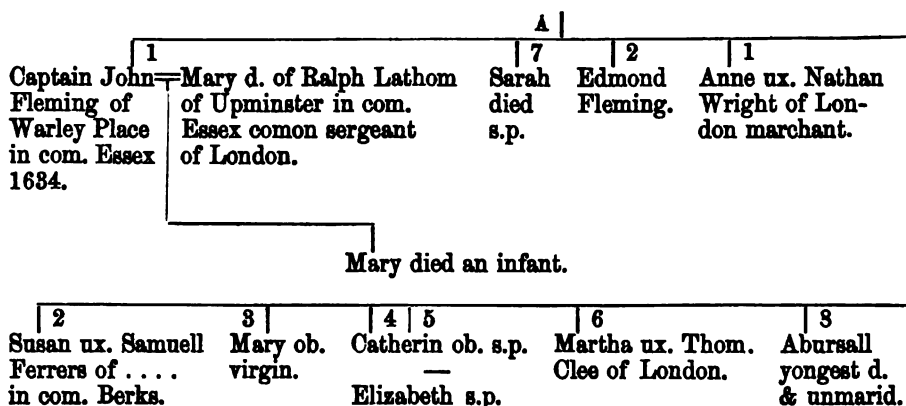 A
1
Captain John=Mary d. of Ralph Lathom
Fleming of of Upminster in com.
Warley Place Essex comon sergeant
in com. Essex of London.
1634.
7
Sarah
died
s.p.
2
Edmond
Fleming.
1
Anne ux. Nathan
Wright of Lon-
don marchant.
Mary died an infant.
2
Susan ux. Samuell
Ferrers of . . . .
in com. Berks.
3
Mary ob.
virgin.
4 5
Catherin ob. s.p.
—
Elizabeth s.p.
6
Martha ux. Thom.
Clee of London.
8
Abursall
yongest d.
& unmarid.